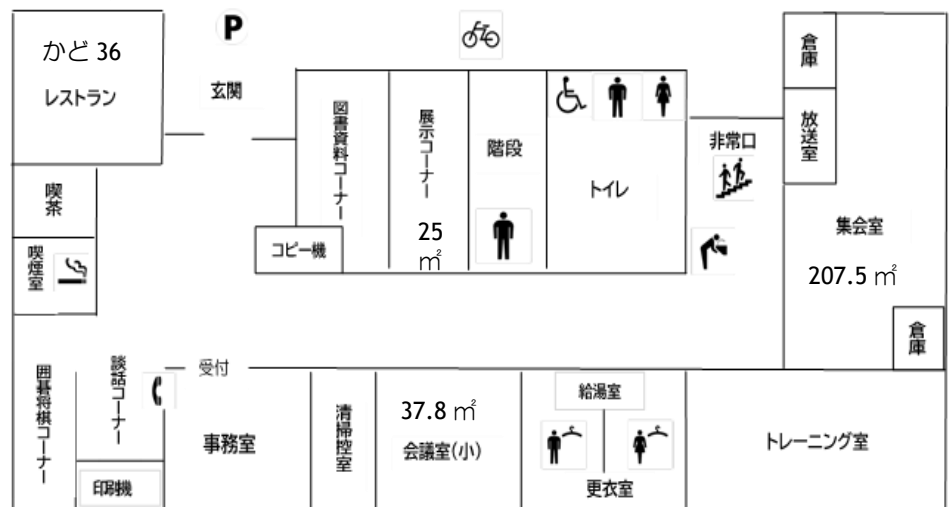 かど 36
レストラン
P
玄関
図書資料コーナー
展示コーナー
25
㎡
階段
トイレ
非常口
倉庫
放送室
集会室
207.5 ㎡
倉庫
喫茶
喫煙室
コピー機
囲碁将棋コーナー
談話コーナー
受付
印刷機
事務室
清掃控室
37.8 ㎡
会議室(小)
給湯室
更衣室
トレーニング室